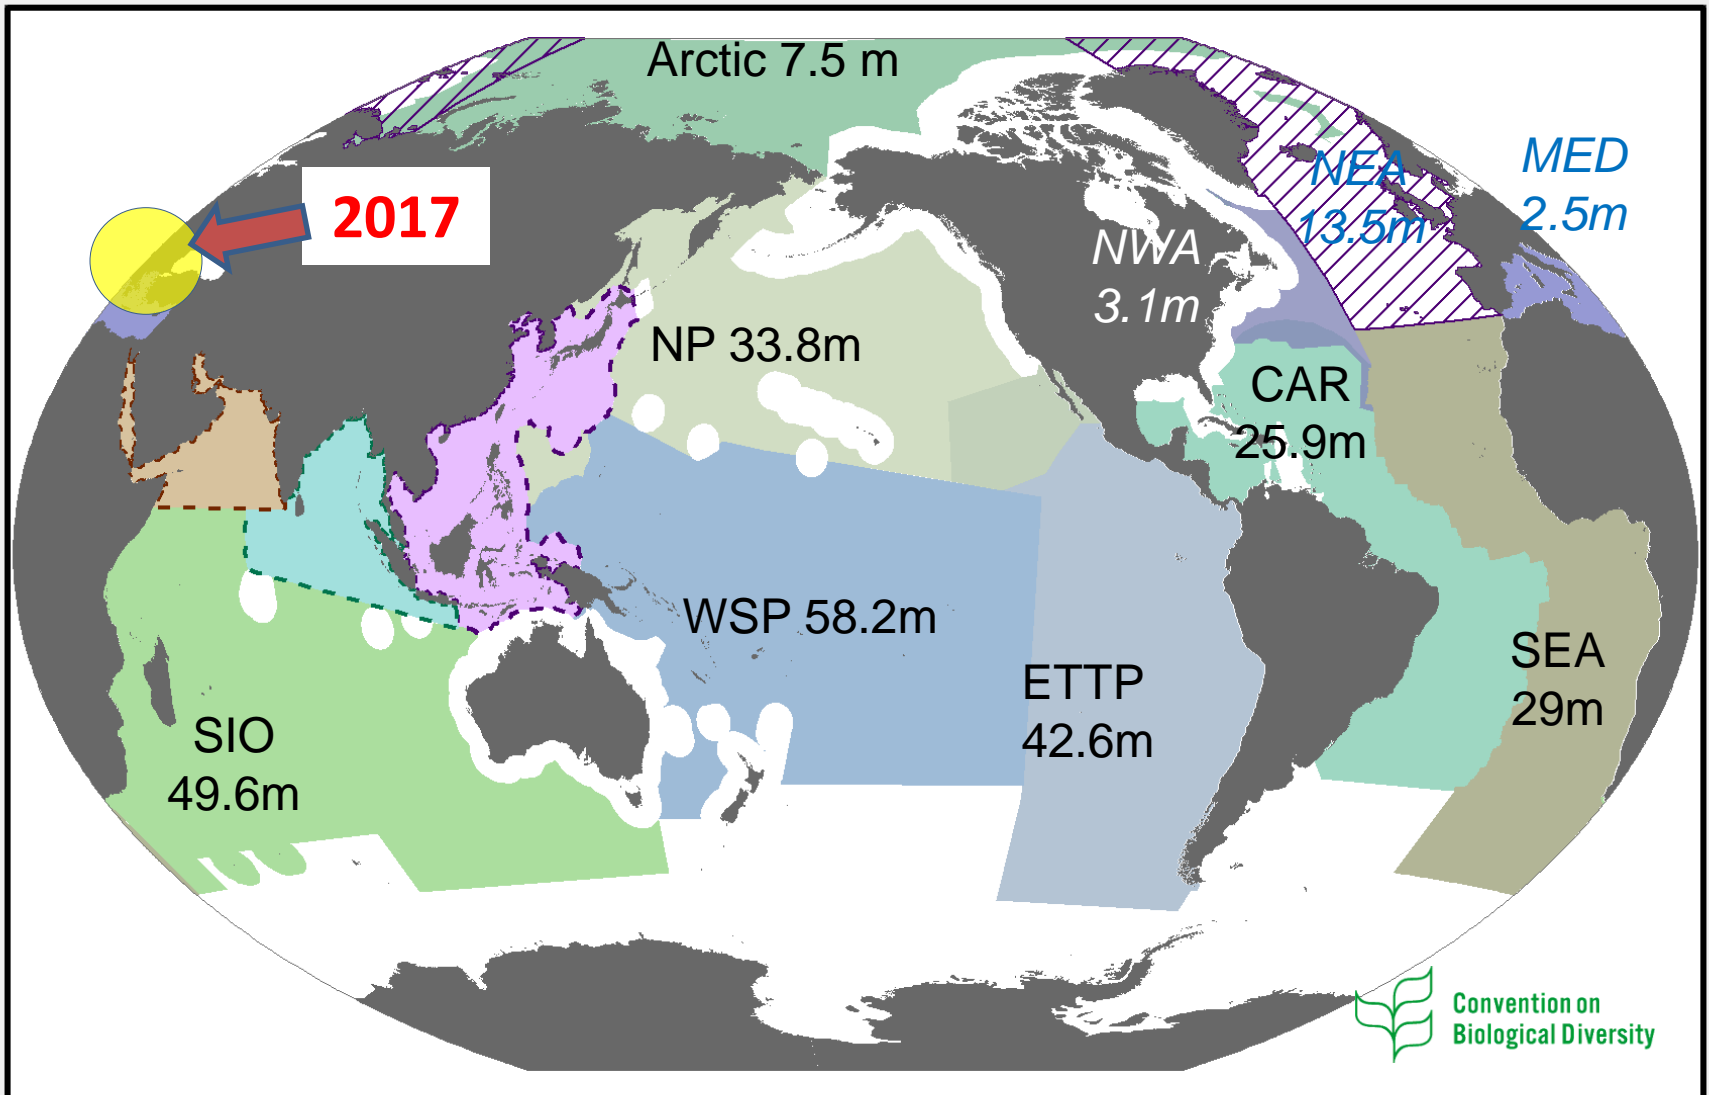 Arctic 7.5 m
2017
NEA
13.5m
MED
2.5m
NWA
3.1m
NP 33.8m
CAR
25.9m
WSP 58.2m
ETTP
42.6m
SEA
29m
SIO
49.6m
Convention on
Biological Diversity